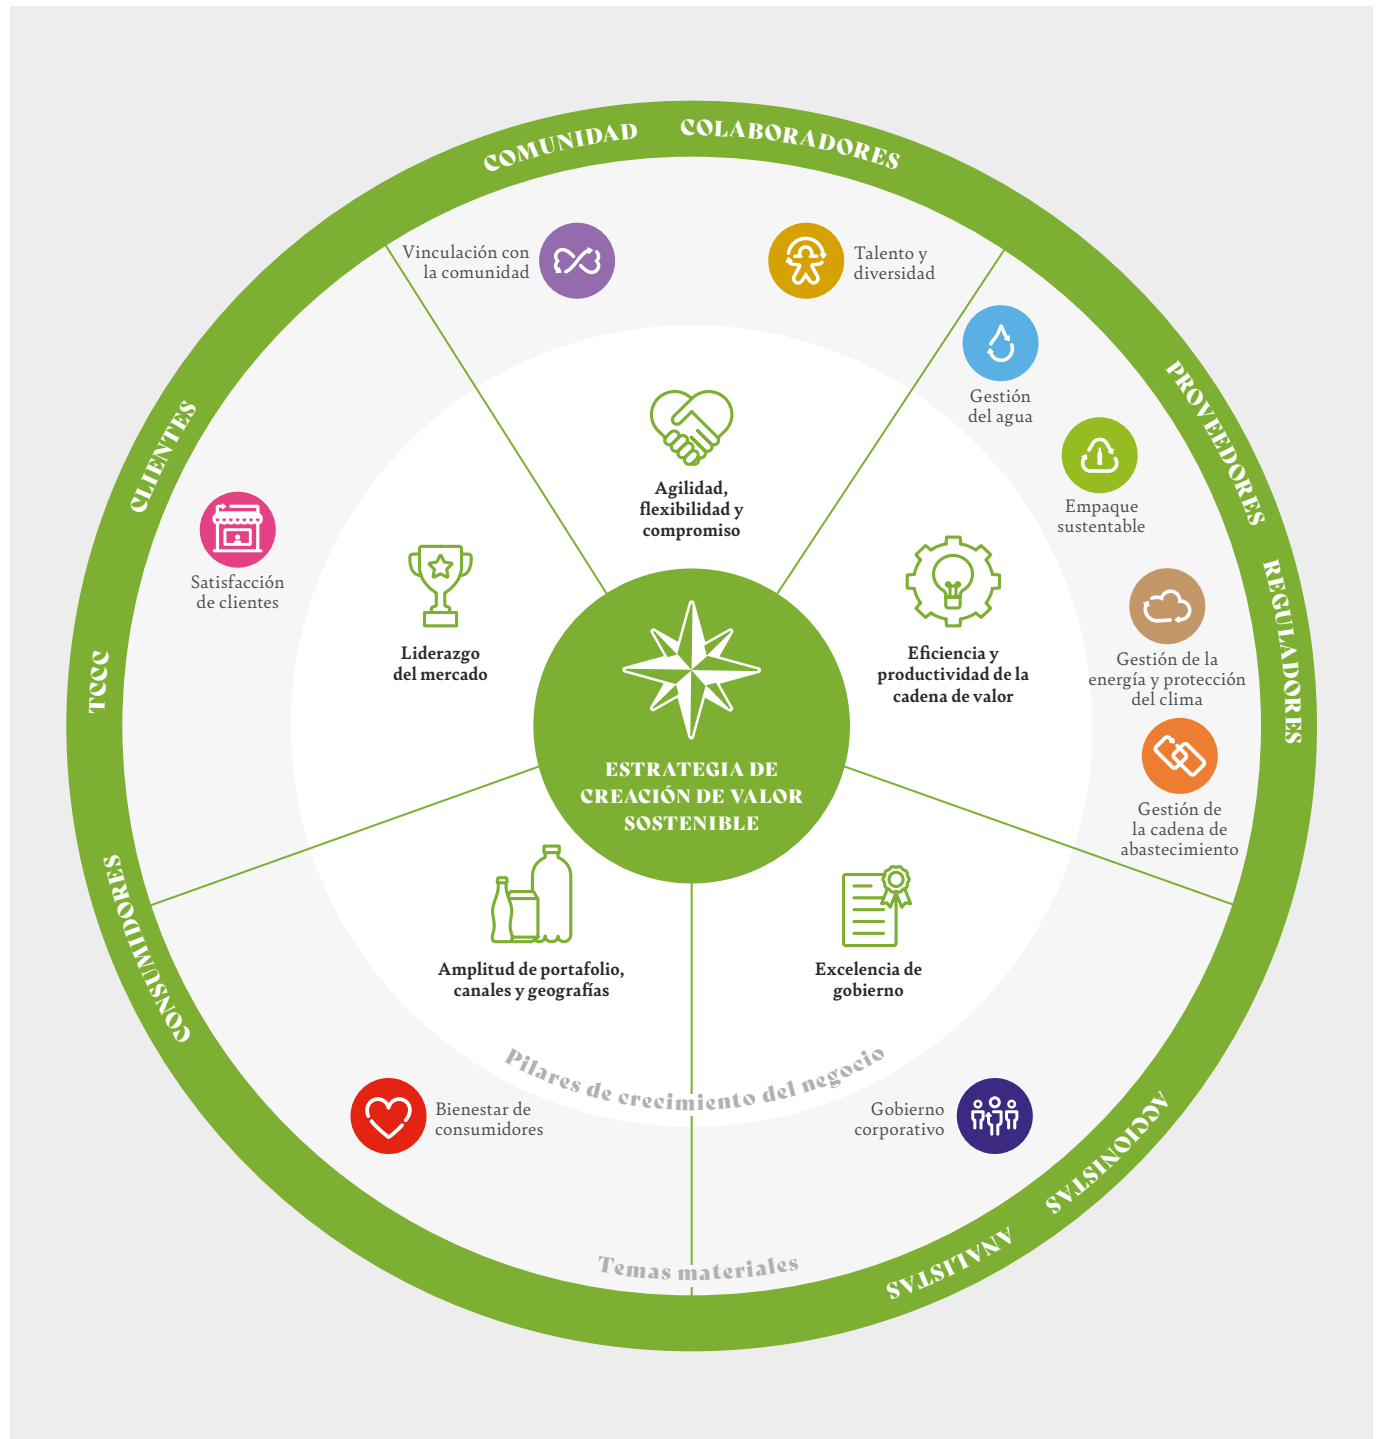 COMUNIDAD
COLABORADORES
PROVEEDORES
REGULADORES
ACCIONISTAS
ANALISTAS
CONSUMIDORES
TCCC
CLIENTES
Vinculación con
la comunidad
Talento y
diversidad
Gestión
del agua
Empaque
sustentable
Gestión de la
energía y protección
del clima
Gestión de
la cadena de
abastecimiento
Gobierno
corporativo
Bienestar de
consumidores
Satisfacción
de clientes
Agilidad,
flexibilidad y
compromiso
Eficiencia y
productividad de la
cadena de valor
Excelencia de
gobierno
Amplitud de portafolio,
canales y geografías
Liderazgo
del mercado
ESTRATEGIA DE
CREACIÓN DE VALOR
SOSTENIBLE
Pilares de crecimiento del negocio
Temas materiales